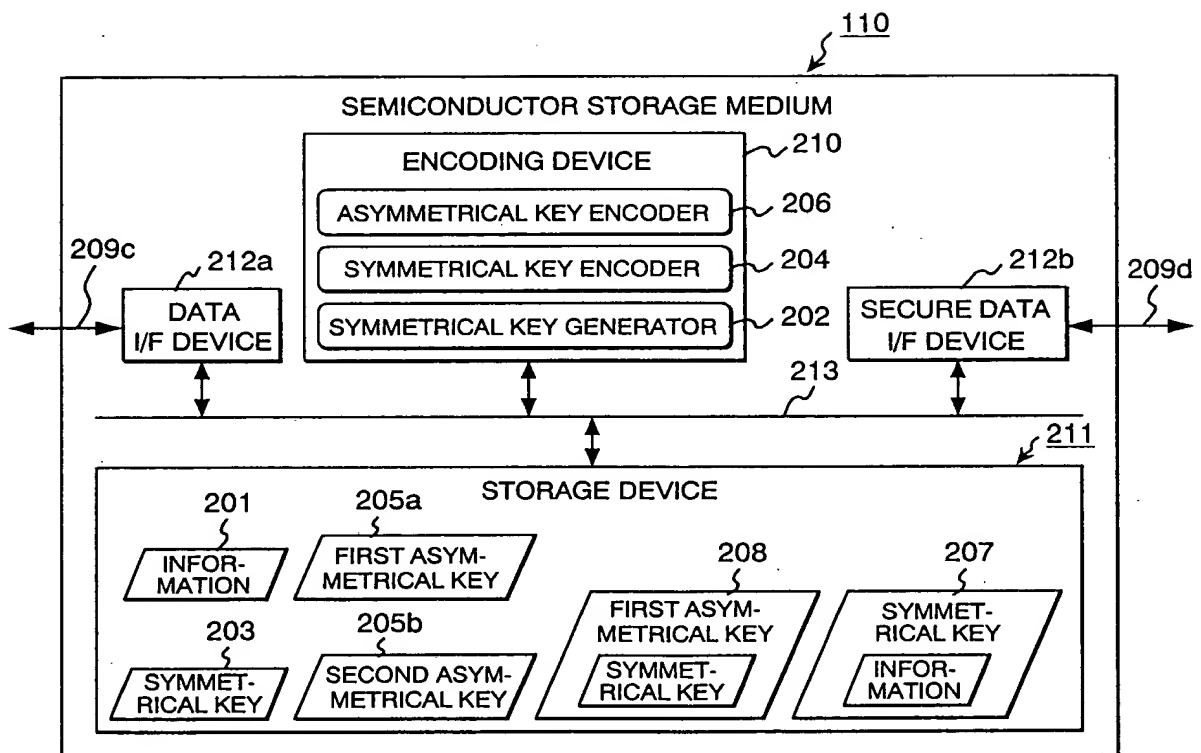 110
SEMICONDUCTOR STORAGE MEDIUM
ENCODING DEVICE
210
ASYMMETRICAL KEY ENCODER
206
SYMMETRICAL KEY ENCODER
204
SYMMETRICAL KEY GENERATOR
202
209c
212a
DATA
I/F DEVICE
212b
209d
SECURE DATA
I/F DEVICE
213
211
STORAGE DEVICE
201
INFOR-
MATION
205a
FIRST ASYM-
METRICAL KEY
203
SYMMET-
RICAL KEY
205b
SECOND ASYM-
METRICAL KEY
208
FIRST ASYM-
METRICAL KEY
SYMMET-
RICAL KEY
207
SYMMET-
RICAL KEY
INFOR-
MATION